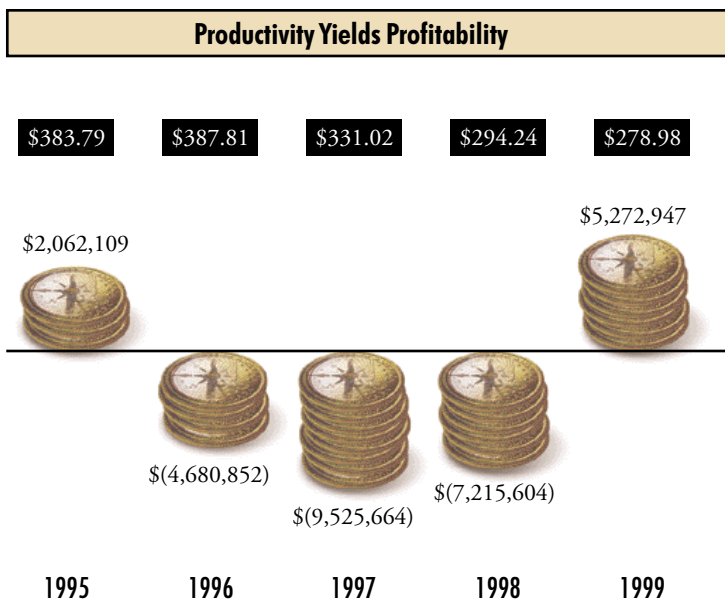 Productivity Yields Profitability
$383.79 $387.81 $331.02 $294.24 $278.98
$5,272,947
$2,062,109
$(4,680,852)
$(7,215,604)
$(9,525,664)
1995 1996 1997 1998 1999